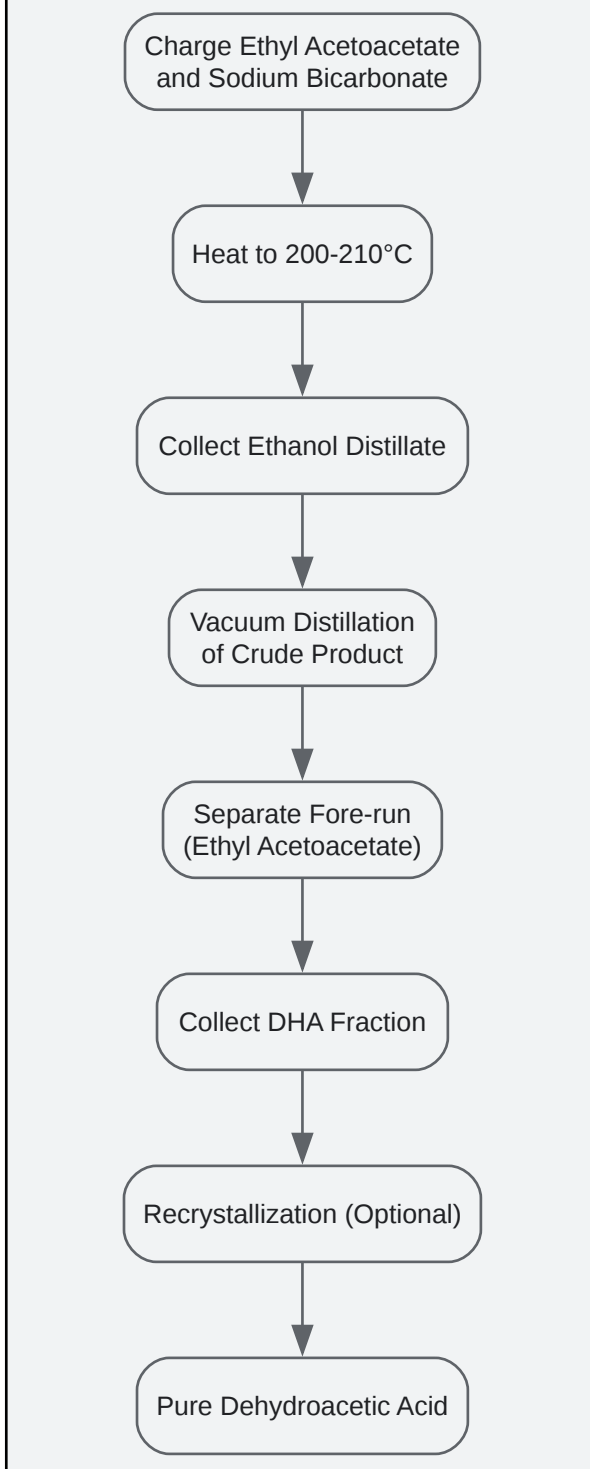 Charge Ethyl Acetoacetate
and Sodium Bicarbonate
Heat to 200-210°C
Collect Ethanol Distillate
Vacuum Distillation
of Crude Product
Separate Fore-run
(Ethyl Acetoacetate)
Collect DHA Fraction
Recrystallization (Optional)
Pure Dehydroacetic Acid